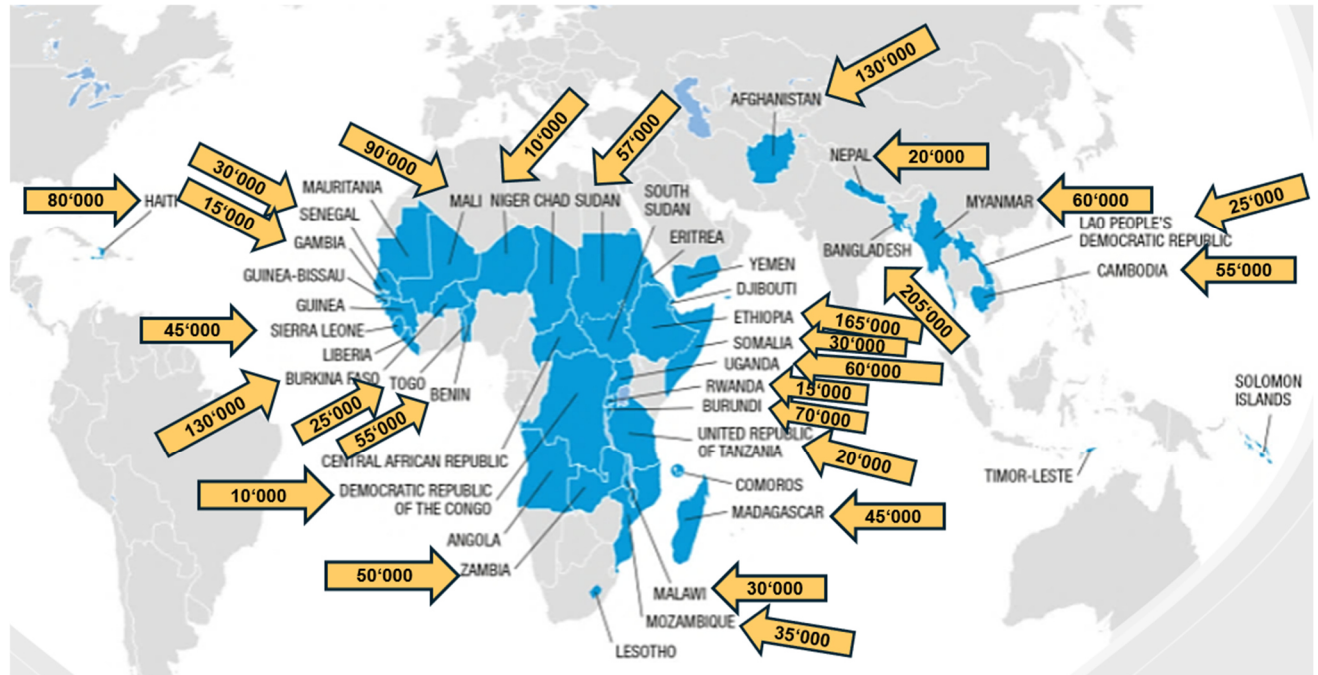 130‘000
AFGHANISTAN
10‘000
57‘000
90‘000
NEPAL
20‘000
30‘000
MAURITANIA
80‘000
HAITI
15‘000
SENEGAL
MALI
NIGER
CHAD
SUDAN
SOUTH
SUDAN
MYANMAR
60‘000
25‘000
GAMBIA
ERITREA
BANGLADESH
LAO PEOPLE'S
DEMOCRATIC REPUBLIC
GUINEA-BISSAU
YEMEN
CAMBODIA
55‘000
DJIBOUTI
GUINEA
ETHIOPIA
165‘000
205‘000
45‘000
SIERRA LEONE
SOMALIA
30‘000
LIBERIA
UGANDA
60‘000
BURKINA FASO
TOGO
BENIN
RWANDA
15‘000
BURUNDI
70‘000
SOLOMON
ISLANDS
130‘000
25‘000
55‘000
UNITED REPUBLIC
OF TANZANIA
20‘000
CENTRAL AFRICAN REPUBLIC
TIMOR-LESTE
10‘000
DEMOCRATIC REPUBLIC
OF THE CONGO
COMOROS
MADAGASCAR
45‘000
ANGOLA
50‘000
ZAMBIA
MALAWI
30‘000
MOZAMBIQUE
35‘000
LESOTHO